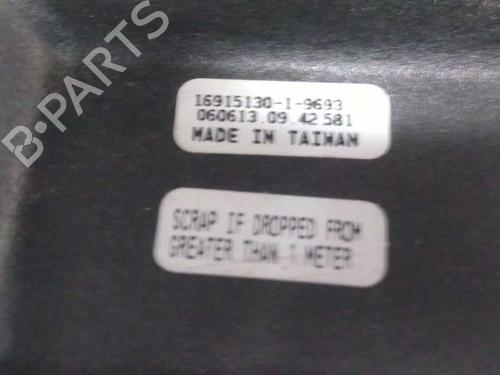 16915130-1-9693
060613.09.42 581
MADE IN TAIWAN
SCRAP IF DROPPED FROM
GREATER THAN 1 METER
B-PARTS